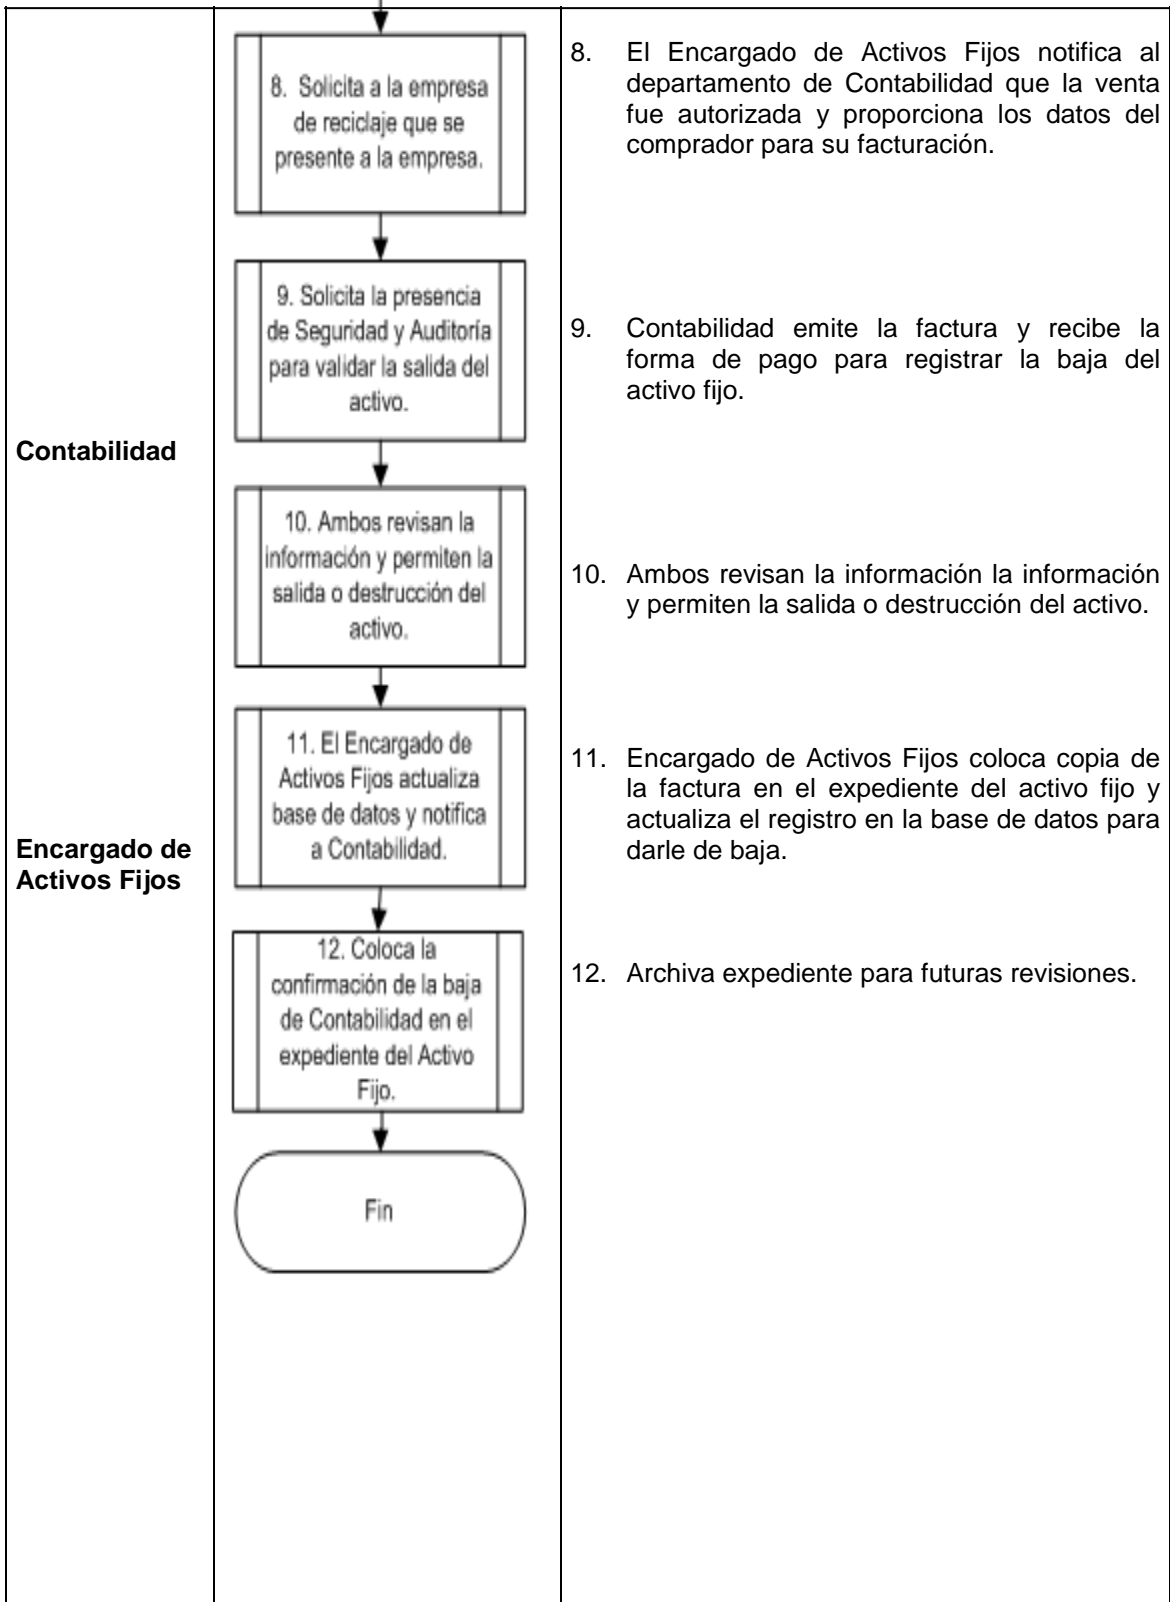 Contabilidad
Encargado de
Activos Fijos
8. Solicita a la empresa
de reciclaje que se
presente a la empresa.
9. Solicita la presencia
de Seguridad y Auditoría
para validar la salida del
activo.
10. Ambos revisan la
información y permiten la
salida o destrucción del
activo.
11. El Encargado de
Activos Fijos actualiza
base de datos y notifica
a Contabilidad.
12. Coloca la
confirmación de la baja
de Contabilidad en el
expediente del Activo
Fijo.
Fin
8. El Encargado de Activos Fijos notifica al
departamento de Contabilidad que la venta
fue autorizada y proporciona los datos del
comprador para su facturación.
9. Contabilidad emite la factura y recibe la
forma de pago para registrar la baja del
activo fijo.
10. Ambos revisan la información la información
y permiten la salida o destrucción del activo.
11. Encargado de Activos Fijos coloca copia de
la factura en el expediente del activo fijo y
actualiza el registro en la base de datos para
darle de baja.
12. Archiva expediente para futuras revisiones.